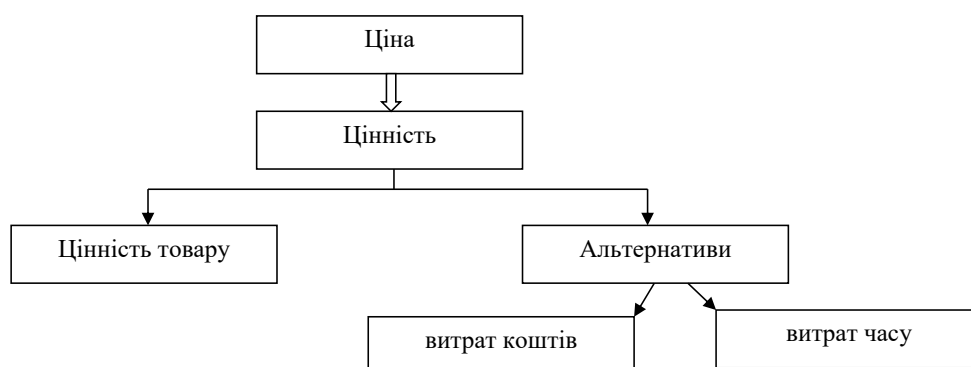 Ціна
Цінність
Цінність товару
Альтернативи
витрат коштів
витрат часу